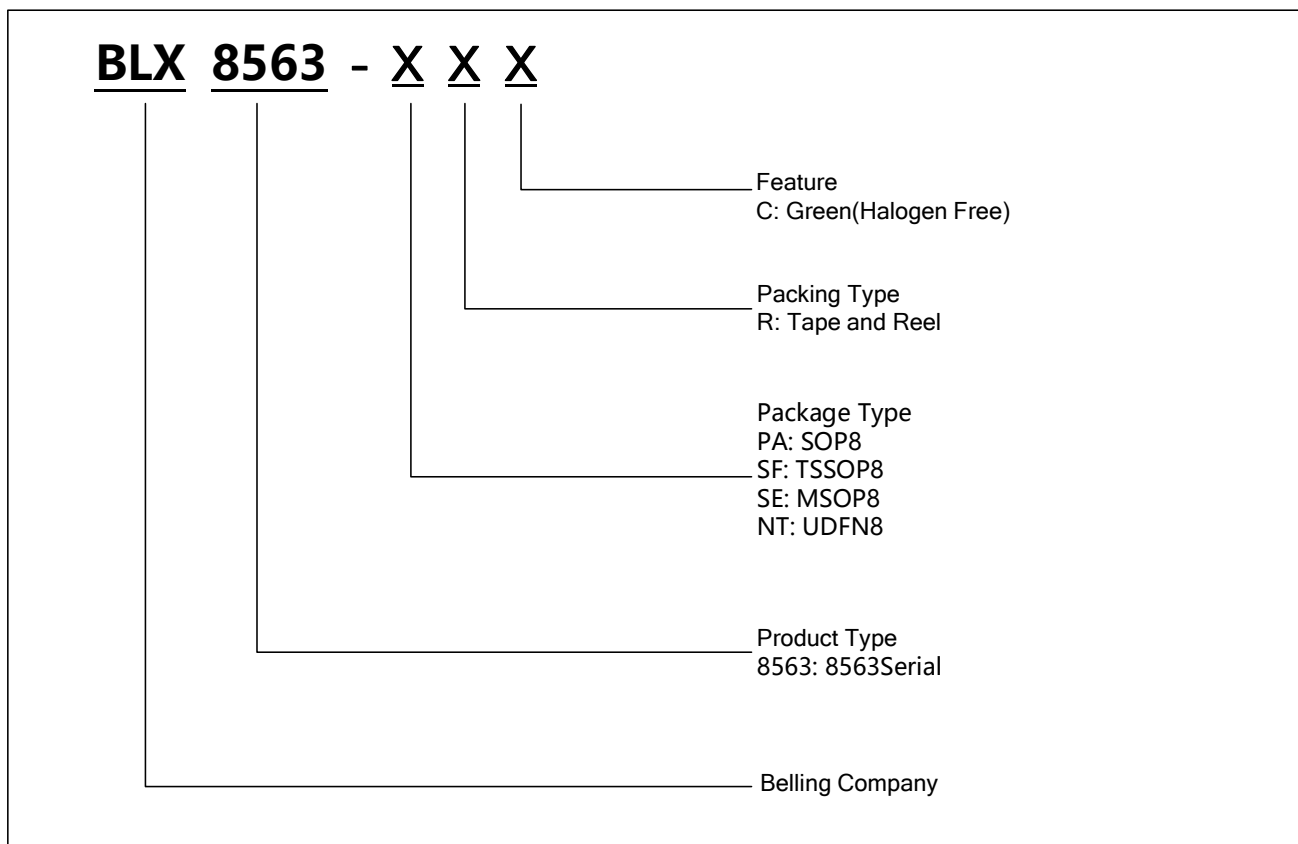 BLX 8563 - X X X
Feature
C: Green(Halogen Free)
Packing Type
R: Tape and Reel
Package Type
PA: SOP8
SF: TSSOP8
SE: MSOP8
NT: UDFN8
Product Type
8563: 8563Serial
Belling Company